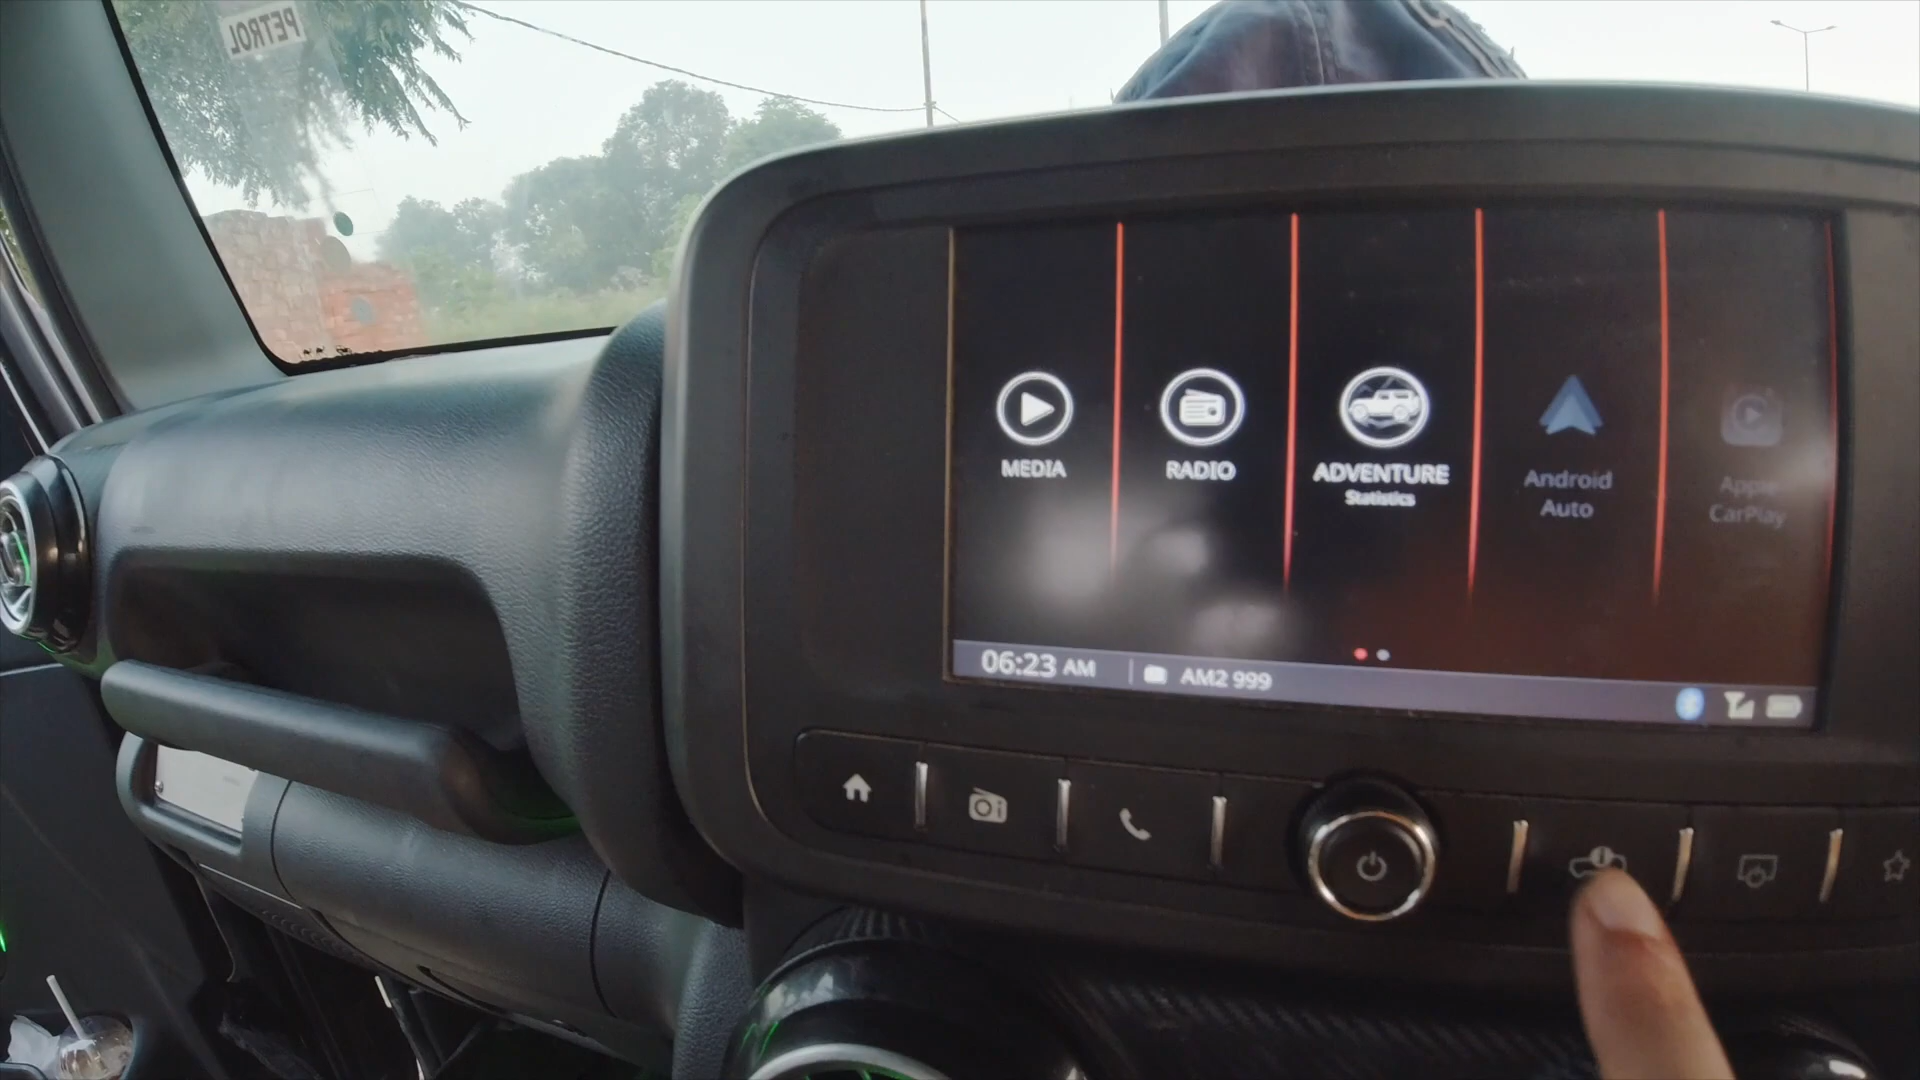 PETROL
MEDIA
RADIO
ADVENTURE
Statistics
Android
Auto
Apple
CarPlay
06:23 AM
AM2 999